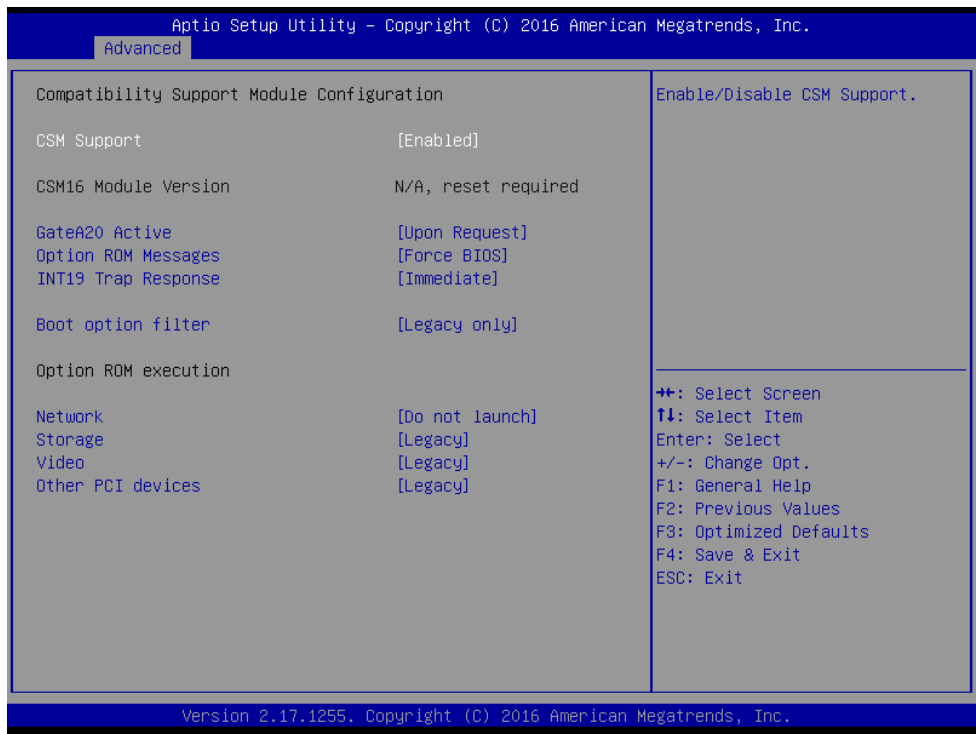 Aptio Setup Utility – Copyright (C) 2016 American Megatrends, Inc.
Advanced
Compatibility Support Module Configuration
CSM Support [Enabled]
CSM16 Module Version N/A, reset required
GateA20 Active [Upon Request]
Option ROM Messages [Force BIOS]
INT19 Trap Response [Immediate]
Boot option filter [Legacy only]
Option ROM execution
Network [Do not launch]
Storage [Legacy]
Video [Legacy]
Other PCI devices [Legacy]
Enable/Disable CSM Support.
→←: Select Screen
↑↓: Select Item
Enter: Select
+/-: Change Opt.
F1: General Help
F2: Previous Values
F3: Optimized Defaults
F4: Save & Exit
ESC: Exit
Version 2.17.1255. Copyright (C) 2016 American Megatrends, Inc.